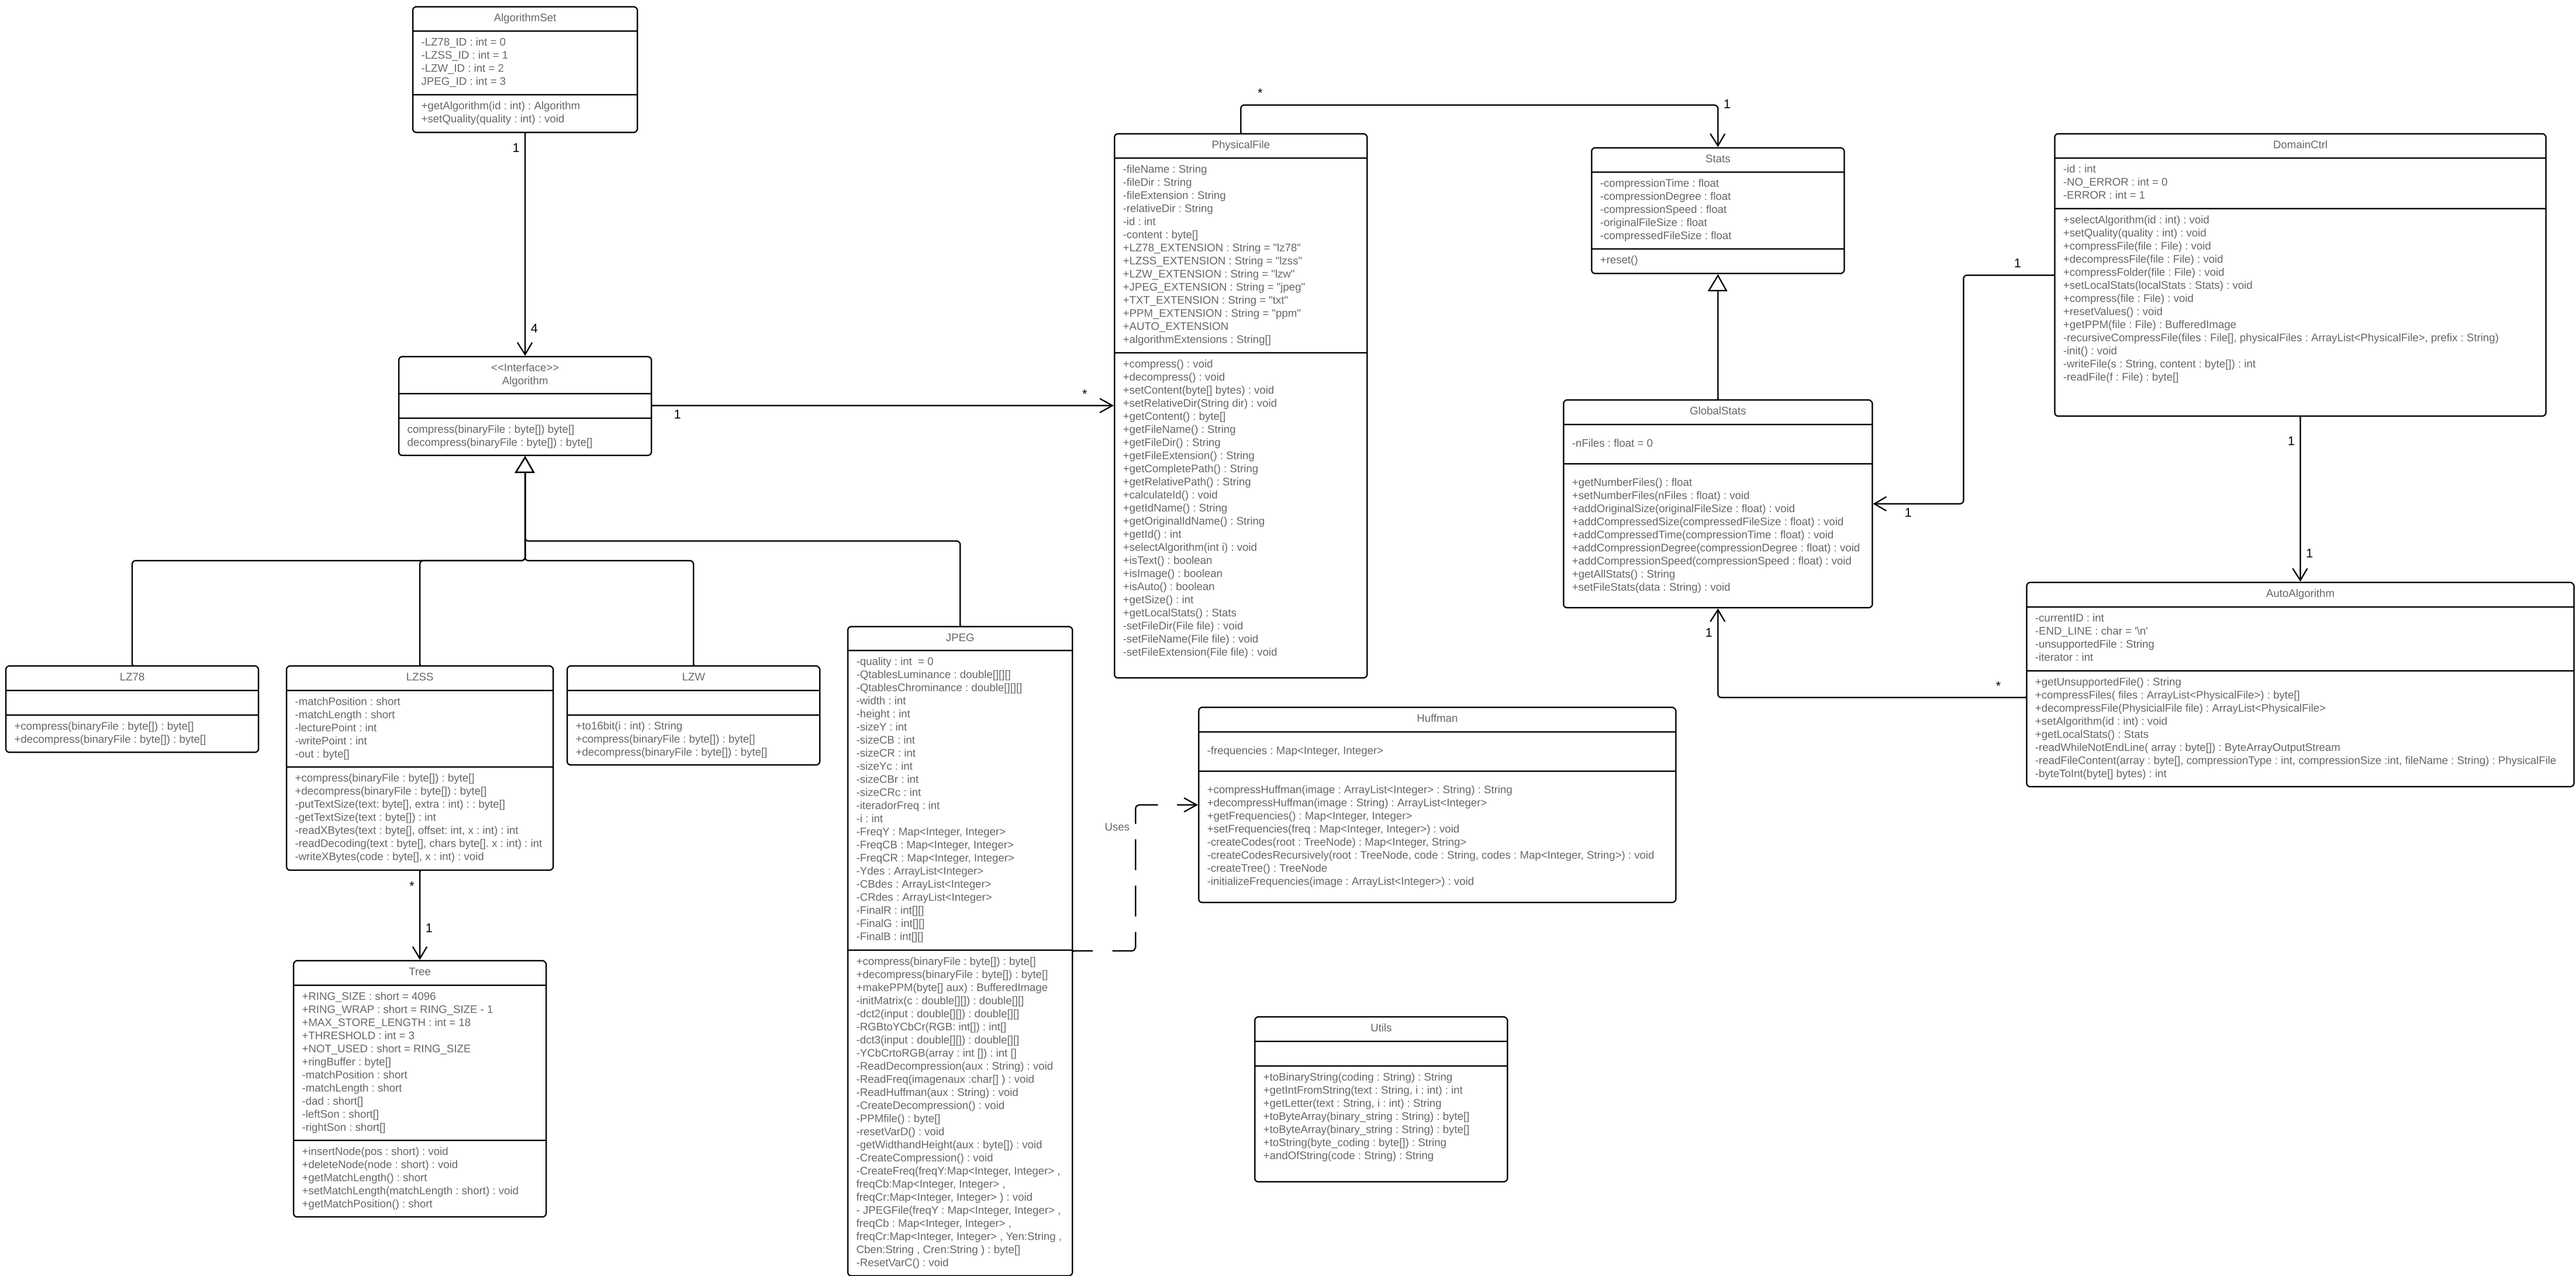 AlgorithmSet
-LZ78_ID : int = 0
-LZSS_ID : int = 1
-LZW_ID : int = 2
JPEG_ID : int = 3
+getAlgorithm(id : int) : Algorithm
+setQuality(quality : int) : void
1
4
<<Interface>>
Algorithm
compress(binaryFile : byte[]) byte[]
decompress(binaryFile : byte[]) : byte[]
1
*
LZ78
+compress(binaryFile : byte[]) : byte[]
+decompress(binaryFile : byte[]) : byte[]
LZSS
-matchPosition : short
-matchLength : short
-lecturePoint : int
-writePoint : int
-out : byte[]
+compress(binaryFile : byte[]) : byte[]
+decompress(binaryFile : byte[]) : byte[]
-putTextSize(text: byte[], extra : int) : : byte[]
-getTextSize(text : byte[]) : int
-readXBytes(text : byte[], offset: int, x : int) : int
-readDecoding(text : byte[], chars byte[]. x : int) : int
-writeXBytes(code : byte[], x : int) : void
*
1
Tree
+RING_SIZE : short = 4096
+RING_WRAP : short = RING_SIZE - 1
+MAX_STORE_LENGTH : int = 18
+THRESHOLD : int = 3
+NOT_USED : short = RING_SIZE
+ringBuffer : byte[]
-matchPosition : short
-matchLength : short
-dad : short[]
-leftSon : short[]
-rightSon : short[]
+insertNode(pos : short) : void
+deleteNode(node : short) : void
+getMatchLength() : short
+setMatchLength(matchLength : short) : void
+getMatchPosition() : short
LZW
+to16bit(i : int) : String
+compress(binaryFile : byte[]) : byte[]
+decompress(binaryFile : byte[]) : byte[]
JPEG
-quality : int  = 0
-QtablesLuminance : double[][][]
-QtablesChrominance : double[][][]
-width : int
-height : int
-sizeY : int
-sizeCB : int
-sizeCR : int
-sizeYc : int
-sizeCBr : int
-sizeCRc : int
-iteradorFreq : int
-i : int
-FreqY : Map<Integer, Integer>
-FreqCB : Map<Integer, Integer>
-FreqCR : Map<Integer, Integer>
-Ydes : ArrayList<Integer>
-CBdes : ArrayList<Integer>
-CRdes : ArrayList<Integer>
-FinalR : int[][]
-FinalG : int[][]
-FinalB : int[][]
+compress(binaryFile : byte[]) : byte[]
+decompress(binaryFile : byte[]) : byte[]
+makePPM(byte[] aux) : BufferedImage
-initMatrix(c : double[][]) : double[][]
-dct2(input : double[][]) : double[][]
-RGBtoYCbCr(RGB: int[]) : int[]
-dct3(input : double[][]) : double[][]
-YCbCrtoRGB(array : int []) : int []
-ReadDecompression(aux : String) : void
-ReadFreq(imagenaux :char[] ) : void
-ReadHuffman(aux : String) : void
-CreateDecompression() : void
-PPMfile() : byte[]
-resetVarD() : void
-getWidthandHeight(aux : byte[]) : void
-CreateCompression() : void
-CreateFreq(freqY:Map<Integer, Integer> ,
freqCb:Map<Integer, Integer> ,
freqCr:Map<Integer, Integer> ) : void
- JPEGFile(freqY : Map<Integer, Integer> ,
freqCb : Map<Integer, Integer> ,
freqCr:Map<Integer, Integer> , Yen:String ,
Cben:String , Cren:String ) : byte[]
-ResetVarC() : void
Uses
PhysicalFile
-fileName : String
-fileDir : String
-fileExtension : String
-relativeDir : String
-id : int
-content : byte[]
+LZ78_EXTENSION : String = "lz78"
+LZSS_EXTENSION : String = "lzss"
+LZW_EXTENSION : String = "lzw"
+JPEG_EXTENSION : String = "jpeg"
+TXT_EXTENSION : String = "txt"
+PPM_EXTENSION : String = "ppm"
+AUTO_EXTENSION
+algorithmExtensions : String[]
+compress() : void
+decompress() : void
+setContent(byte[] bytes) : void
+setRelativeDir(String dir) : void
+getContent() : byte[]
+getFileName() : String
+getFileDir() : String
+getFileExtension() : String
+getCompletePath() : String
+getRelativePath() : String
+calculateId() : void
+getIdName() : String
+getOriginalIdName() : String
+getId() : int
+selectAlgorithm(int i) : void
+isText() : boolean
+isImage() : boolean
+isAuto() : boolean
+getSize() : int
+getLocalStats() : Stats
-setFileDir(File file) : void
-setFileName(File file) : void
-setFileExtension(File file) : void
*
1
Huffman
-frequencies : Map<Integer, Integer>
+compressHuffman(image : ArrayList<Integer> : String) : String
+decompressHuffman(image : String) : ArrayList<Integer>
+getFrequencies() : Map<Integer, Integer>
+setFrequencies(freq : Map<Integer, Integer>) : void
-createCodes(root : TreeNode) : Map<Integer, String>
-createCodesRecursively(root : TreeNode, code : String, codes : Map<Integer, String>) : void
-createTree() : TreeNode
-initializeFrequencies(image : ArrayList<Integer>) : void
Utils
+toBinaryString(coding : String) : String
+getIntFromString(text : String, i : int) : int
+getLetter(text : String, i : int) : String
+toByteArray(binary_string : String) : byte[]
+toByteArray(binary_string : String) : byte[]
+toString(byte_coding : byte[]) : String
+andOfString(code : String) : String
Stats
-compressionTime : float
-compressionDegree : float
-compressionSpeed : float
-originalFileSize : float
-compressedFileSize : float
+reset()
GlobalStats
-nFiles : float = 0
+getNumberFiles() : float
+setNumberFiles(nFiles : float) : void
+addOriginalSize(originalFileSize : float) : void
+addCompressedSize(compressedFileSize : float) : void
+addCompressedTime(compressionTime : float) : void
+addCompressionDegree(compressionDegree : float) : void
+addCompressionSpeed(compressionSpeed : float) : void
+getAllStats() : String
+setFileStats(data : String) : void
1
1
1
*
DomainCtrl
-id : int
-NO_ERROR : int = 0
-ERROR : int = 1
+selectAlgorithm(id : int) : void
+setQuality(quality : int) : void
+compressFile(file : File) : void
+decompressFile(file : File) : void
+compressFolder(file : File) : void
+setLocalStats(localStats : Stats) : void
+compress(file : File) : void
+resetValues() : void
+getPPM(file : File) : BufferedImage
-recursiveCompressFile(files : File[], physicalFiles : ArrayList<PhysicalFile>, prefix : String)
-init() : void
-writeFile(s : String, content : byte[]) : int
-readFile(f : File) : byte[]
1
1
AutoAlgorithm
-currentID : int
-END_LINE : char = '\n'
-unsupportedFile : String
-iterator : int
+getUnsupportedFile() : String
+compressFiles( files : ArrayList<PhysicalFile>) : byte[]
+decompressFile(PhysicialFile file) : ArrayList<PhysicalFile>
+setAlgorithm(id : int) : void
+getLocalStats() : Stats
-readWhileNotEndLine( array : byte[]) : ByteArrayOutputStream
-readFileContent(array : byte[], compressionType : int, compressionSize :int, fileName : String) : PhysicalFile
-byteToInt(byte[] bytes) : int